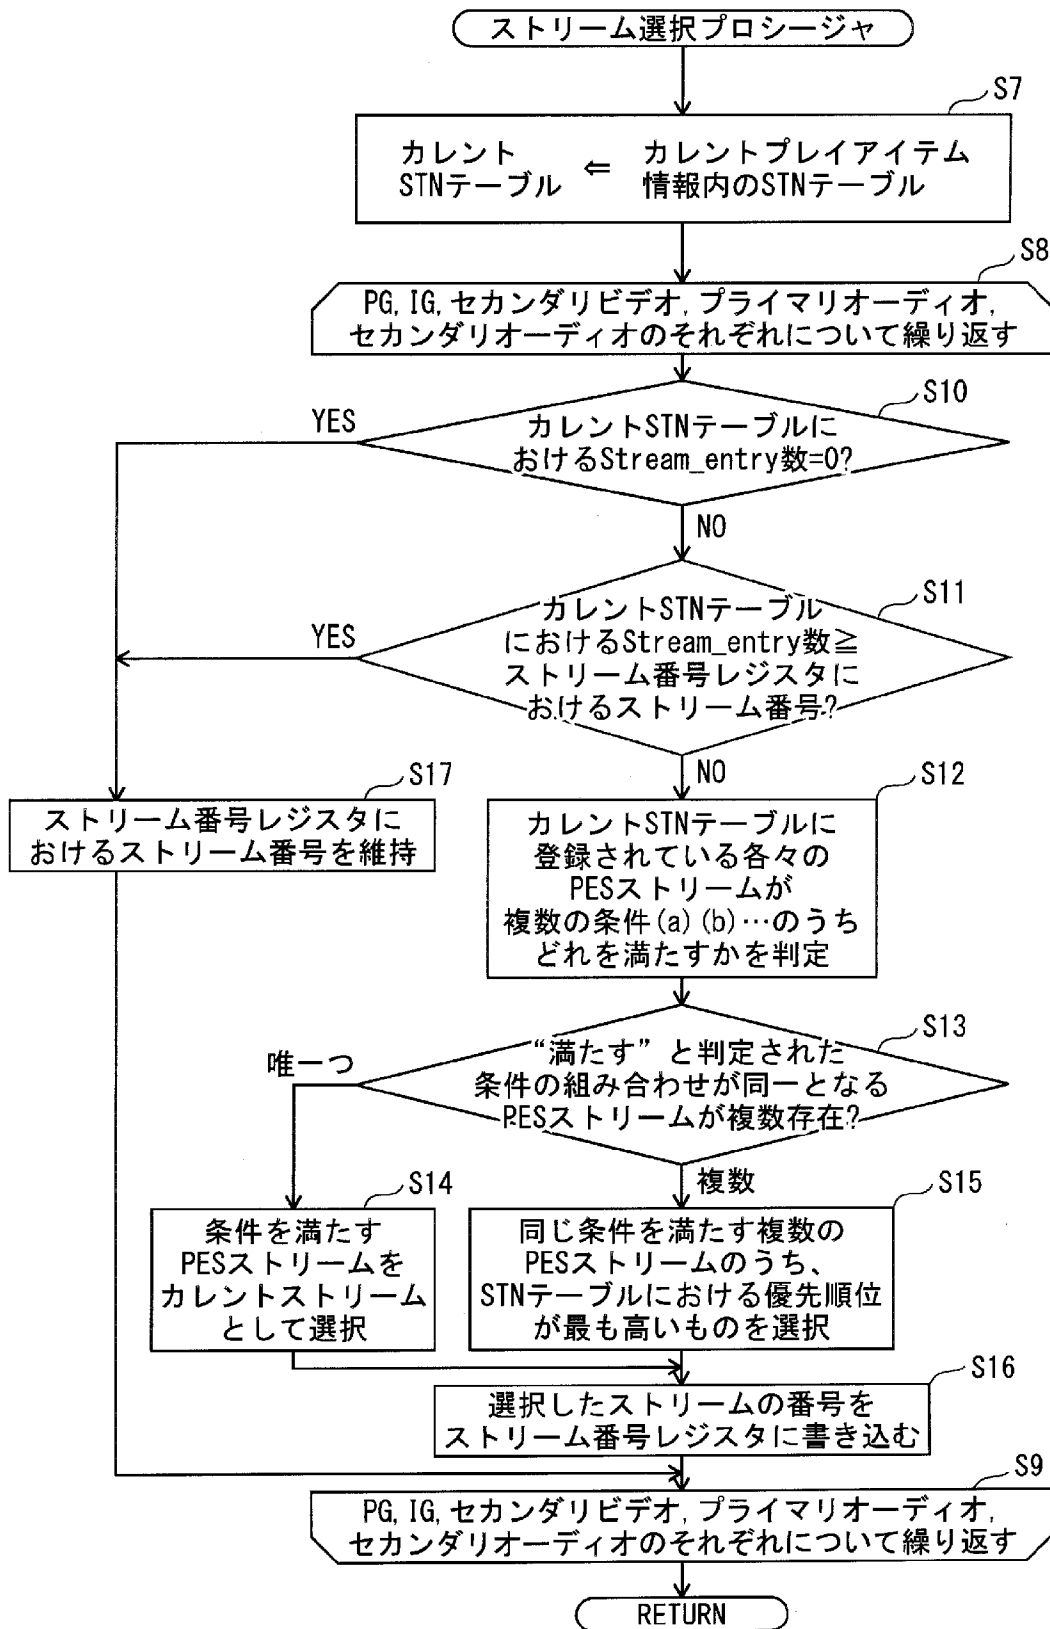 ストリーム選択プロシージャ
S7
カレント
STNテーブル
⇐
カレントプレイアイテム
情報内のSTNテーブル
S8
PG, IG, セカンダリビデオ, プライマリオーディオ,
セカンダリオーディオのそれぞれについて繰り返す
S10
YES
カレントSTNテーブルに
おけるStream_entry数=0?
NO
S11
YES
カレントSTNテーブル
におけるStream_entry数≧
ストリーム番号レジスタに
おけるストリーム番号?
NO
S17
ストリーム番号レジスタに
おけるストリーム番号を維持
S12
カレントSTNテーブルに
登録されている各々の
PESストリームが
複数の条件(a)(b)…のうち
どれを満たすかを判定
S13
唯一つ
“満たす”と判定された
条件の組み合わせが同一となる
PESストリームが複数存在?
複数
S14
条件を満たす
PESストリームを
カレントストリーム
として選択
S15
同じ条件を満たす複数の
PESストリームのうち、
STNテーブルにおける優先順位
が最も高いものを選択
S16
選択したストリームの番号を
ストリーム番号レジスタに書き込む
S9
PG, IG, セカンダリビデオ, プライマリオーディオ,
セカンダリオーディオのそれぞれについて繰り返す
RETURN